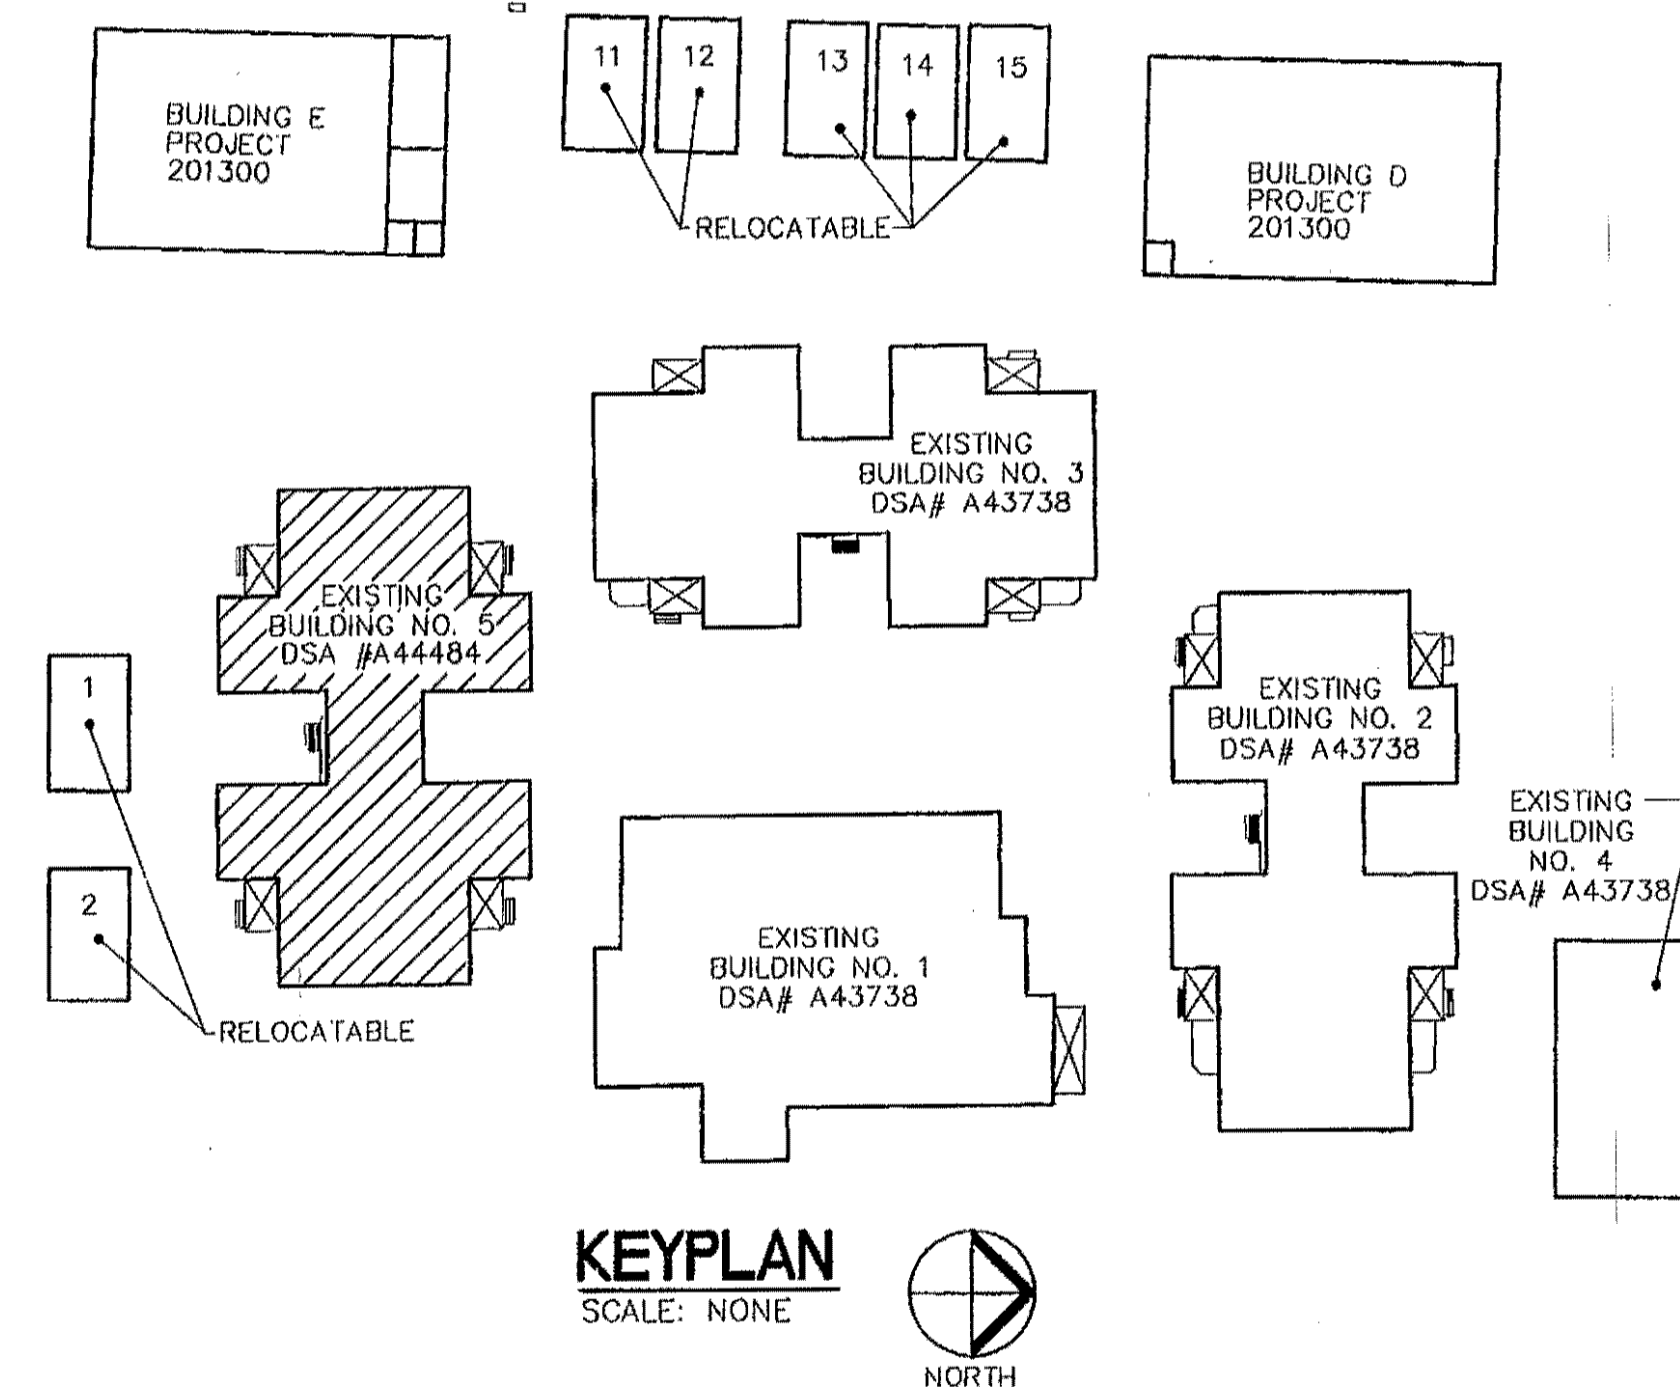 BUILDING E
PROJECT
201300
11
12
13
14
15
RELOCATABLE
BUILDING D
PROJECT
201300
EXISTING
BUILDING NO. 3
DSA# A43738
EXISTING
BUILDING NO. 5
DSA #A44484
1
2
RELOCATABLE
EXISTING
BUILDING NO. 2
DSA# A43738
EXISTING
BUILDING
NO. 4
DSA# A43738
EXISTING
BUILDING NO. 1
DSA# A43738
KEYPLAN
SCALE: NONE
NORTH